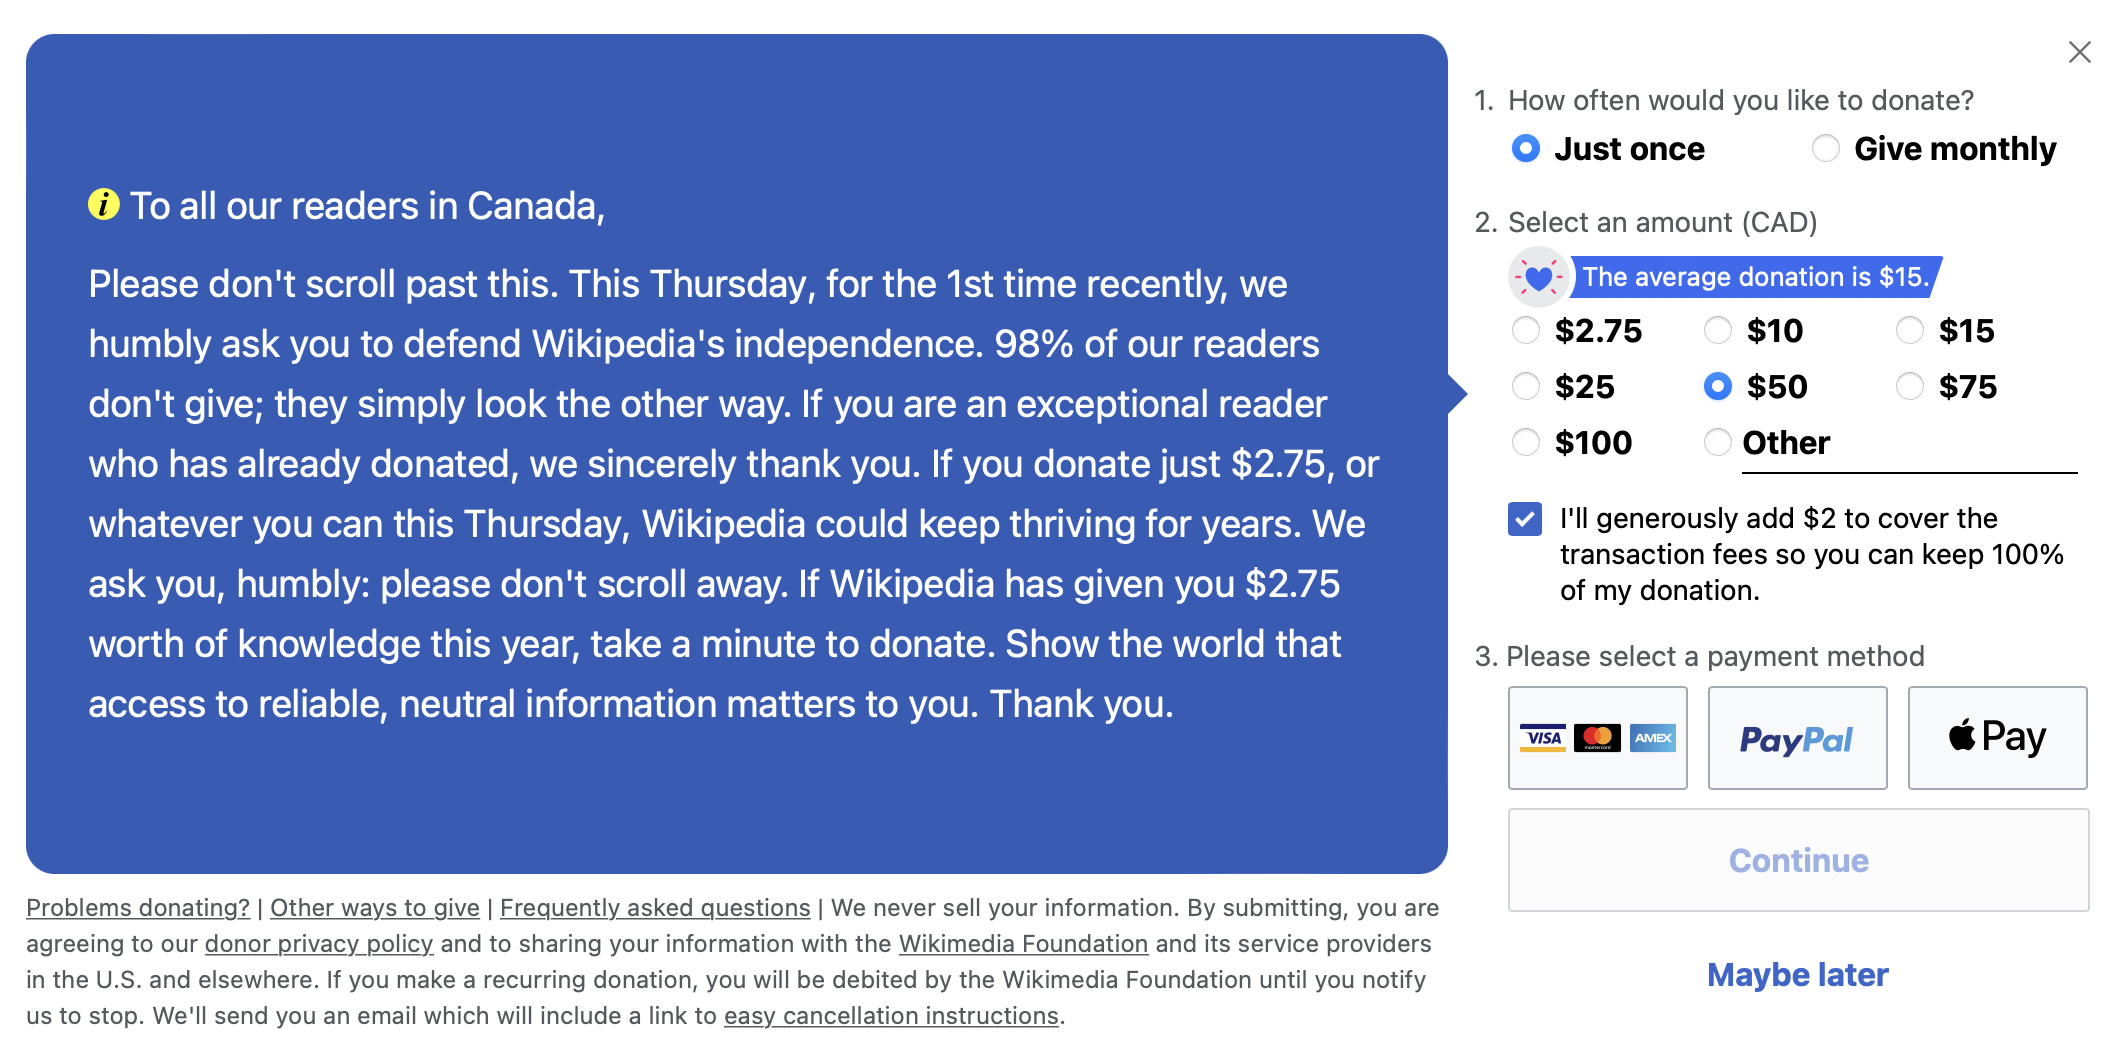 i To all our readers in Canada,
Please don't scroll past this. This Thursday, for the 1st time recently, we
humbly ask you to defend Wikipedia's independence. 98% of our readers
don't give; they simply look the other way. If you are an exceptional reader
who has already donated, we sincerely thank you. If you donate just $2.75, or
whatever you can this Thursday, Wikipedia could keep thriving for years. We
ask you, humbly: please don't scroll away. If Wikipedia has given you $2.75
worth of knowledge this year, take a minute to donate. Show the world that
access to reliable, neutral information matters to you. Thank you.
Problems donating? | Other ways to give | Frequently asked questions | We never sell your information. By submitting, you are
agreeing to our donor privacy policy and to sharing your information with the Wikimedia Foundation and its service providers
in the U.S. and elsewhere. If you make a recurring donation, you will be debited by the Wikimedia Foundation until you notify
us to stop. We'll send you an email which will include a link to easy cancellation instructions.
1. How often would you like to donate?
Just once Give monthly
2. Select an amount (CAD)
The average donation is $15.
$2.75 $10 $15
$25 $50 $75
$100 Other
I'll generously add $2 to cover the
transaction fees so you can keep 100%
of my donation.
3. Please select a payment method
VISA mastercard AMEX PayPal Pay
Continue
Maybe later